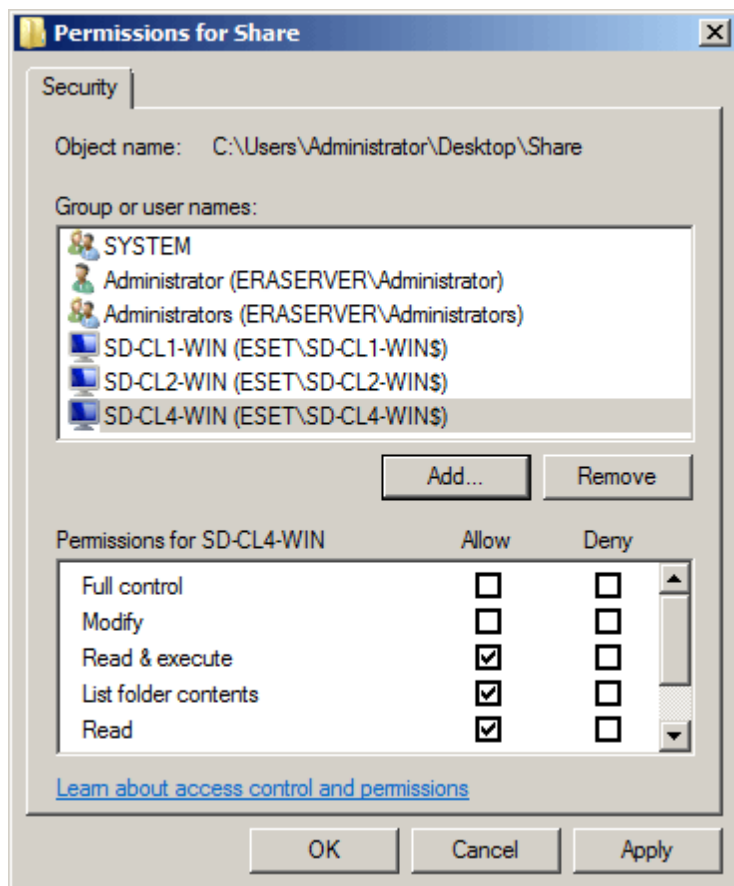 Permissions for Share
Security
Object name: C:\Users\Administrator\Desktop\Share
Group or user names:
SYSTEM
Administrator (ERASERVER\Administrator)
Administrators (ERASERVER\Administrators)
SD-CL1-WIN (ESET\SD-CL1-WIN$)
SD-CL2-WIN (ESET\SD-CL2-WIN$)
SD-CL4-WIN (ESET\SD-CL4-WIN$)
Add... Remove
Permissions for SD-CL4-WIN Allow Deny
Full control
Modify
Read & execute
List folder contents
Read
Learn about access control and permissions
OK Cancel Apply